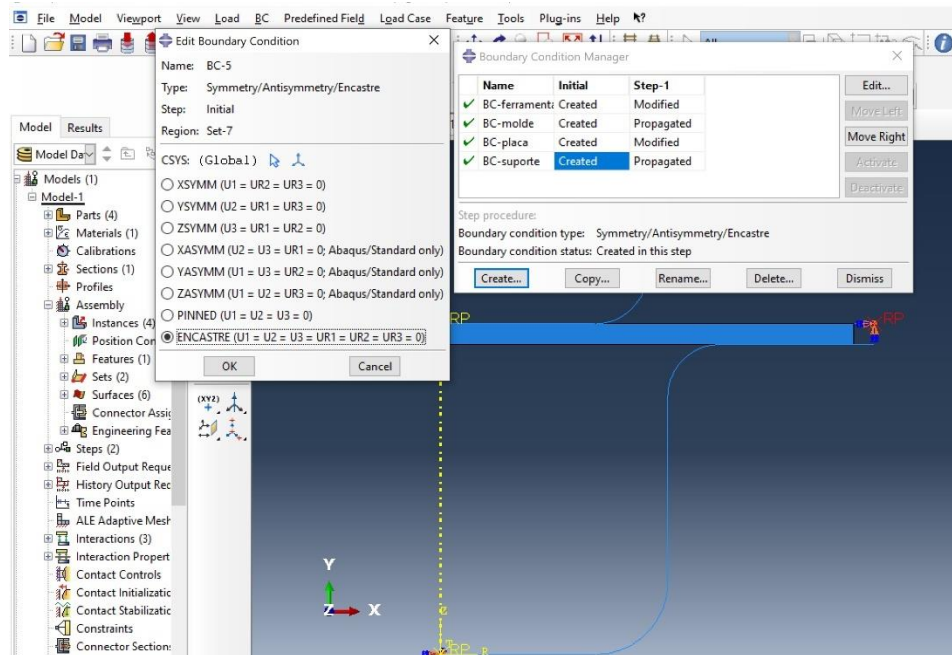 File Model Viewport View Load BC Predefined Field Load Case Feature Tools Plug-ins Help
Edit Boundary Condition
Name: BC-5
Type: Symmetry/Antisymmetry/Encastre
Step: Initial
Region: Set-7
CSYS: (Global)
XSYMM (U1 = UR2 = UR3 = 0)
YSYMM (U2 = UR1 = UR3 = 0)
ZSYMM (U3 = UR1 = UR2 = 0)
XASYMM (U2 = U3 = UR1 = 0; Abaqus/Standard only)
YASYMM (U1 = U3 = UR2 = 0; Abaqus/Standard only)
ZASYMM (U1 = U2 = UR3 = 0; Abaqus/Standard only)
PINNED (U1 = U2 = U3 = 0)
ENCASTRE (U1 = U2 = U3 = UR1 = UR2 = UR3 = 0)
OK Cancel
Boundary Condition Manager
Name Initial Step-1
BC-ferramenta Created Modified
BC-molde Created Propagated
BC-placa Created Modified
BC-suporte Created Propagated
Edit...
Move Left
Move Right
Activate
Deactivate
Step procedure:
Boundary condition type: Symmetry/Antisymmetry/Encastre
Boundary condition status: Created in this step
Create... Copy... Rename... Delete... Dismiss
Model Results
Model Da
Models (1)
Model-1
Parts (4)
Materials (1)
Calibrations
Sections (1)
Profiles
Assembly
Instances (4)
Position Con
Features (1)
Sets (2)
Surfaces (6)
Connector Assig
Engineering Fea
Steps (2)
Field Output Reque
History Output Rec
Time Points
ALE Adaptive Mesh
Interactions (3)
Interaction Propert
Contact Controls
Contact Initializatic
Contact Stabilizatic
Constraints
Connector Section
(XYZ)
RP
RP
Y
Z X
RP